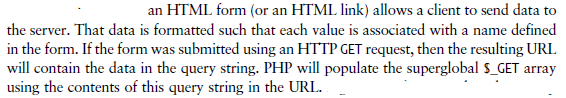 an HTML form (or an HTML link) allows a client to send data to
the server. That data is formatted such that each value is associated with a name defined
in the form. If the form was submitted using an HTTP GET request, then the resulting URL
will contain the data in the query string. PHP will populate the superglobal $_GET array
using the contents of this query string in the URL.